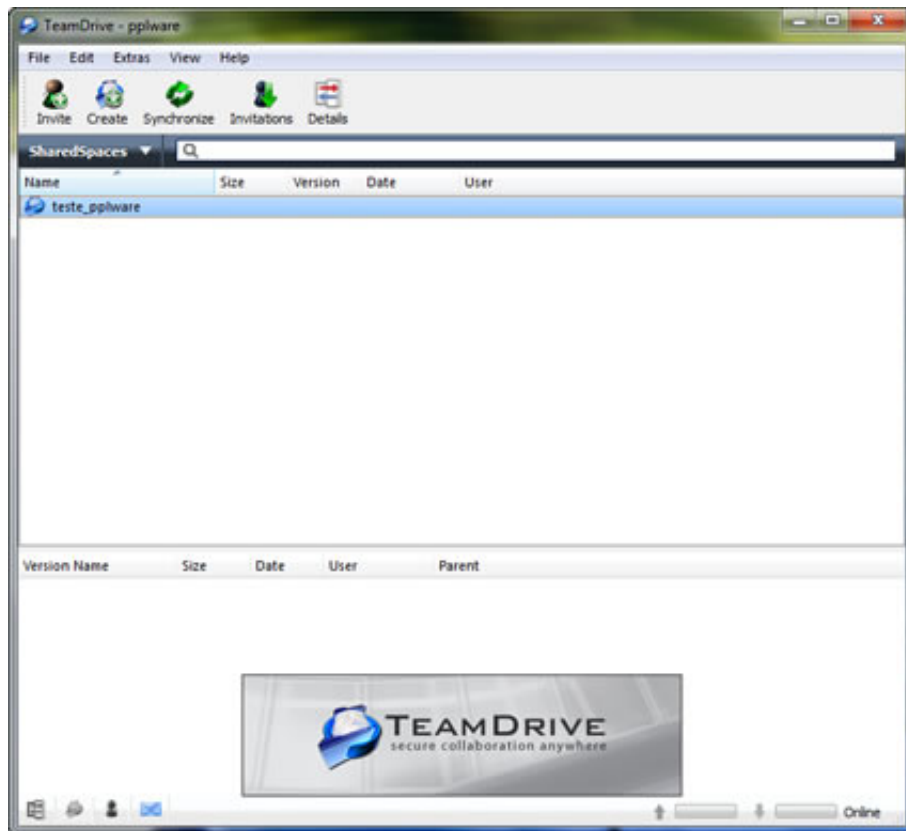 TeamDrive - pplware
File Edit Extras View Help
Invite Create Synchronize Invitations Details
SharedSpaces
Name Size Version Date User
teste_pplware
Version Name Size Date User Parent
TEAMDRIVE
secure collaboration anywhere
Online